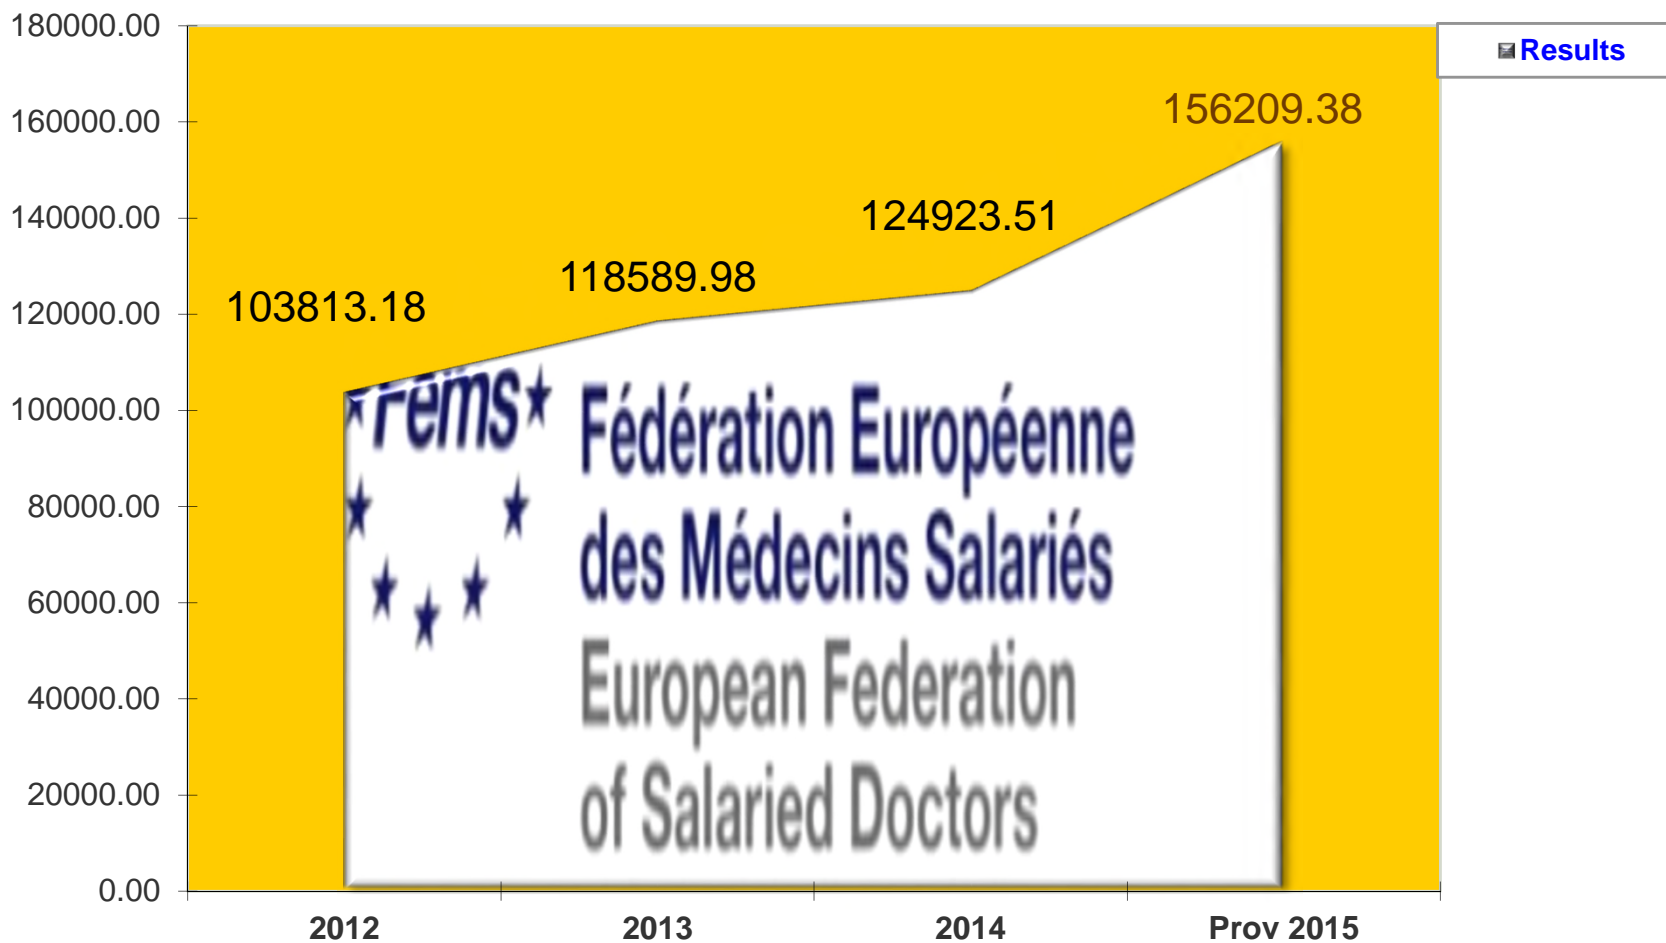 180000.00
160000.00
140000.00
120000.00
100000.00
80000.00
60000.00
40000.00
20000.00
0.00
Results
156209.38
124923.51
118589.98
103813.18
Fems
Fédération Européenne
des Médecins Salariés
European Federation
of Salaried Doctors
2012 2013 2014 Prov 2015